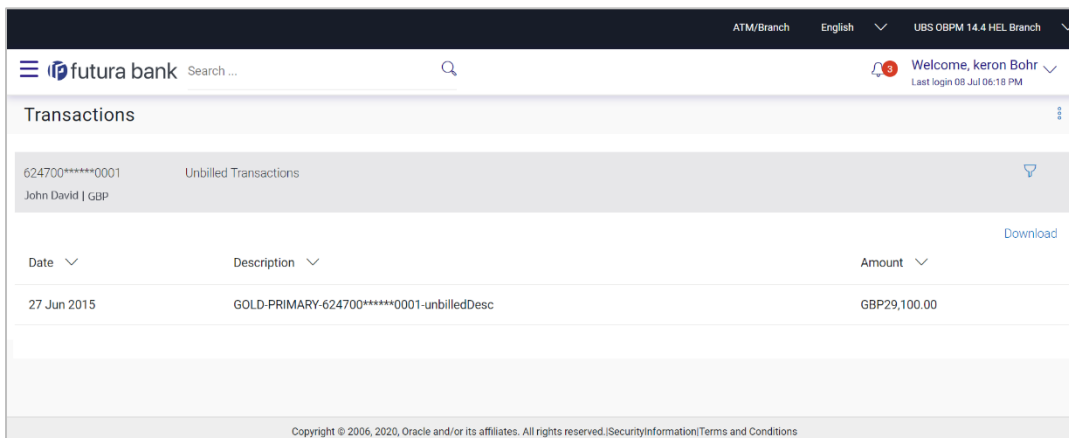 ATM/Branch English UBS OBPM 14.4 HEL Branch
futura bank Search ... 3 Welcome, keron Bohr
Last login 08 Jul 06:18 PM
Transactions
624700******0001 Unbilled Transactions
John David | GBP
Download
Date Description Amount
27 Jun 2015 GOLD-PRIMARY-624700******0001-unbilledDesc GBP29,100.00
Copyright © 2006, 2020, Oracle and/or its affiliates. All rights reserved.|SecurityInformation|Terms and Conditions